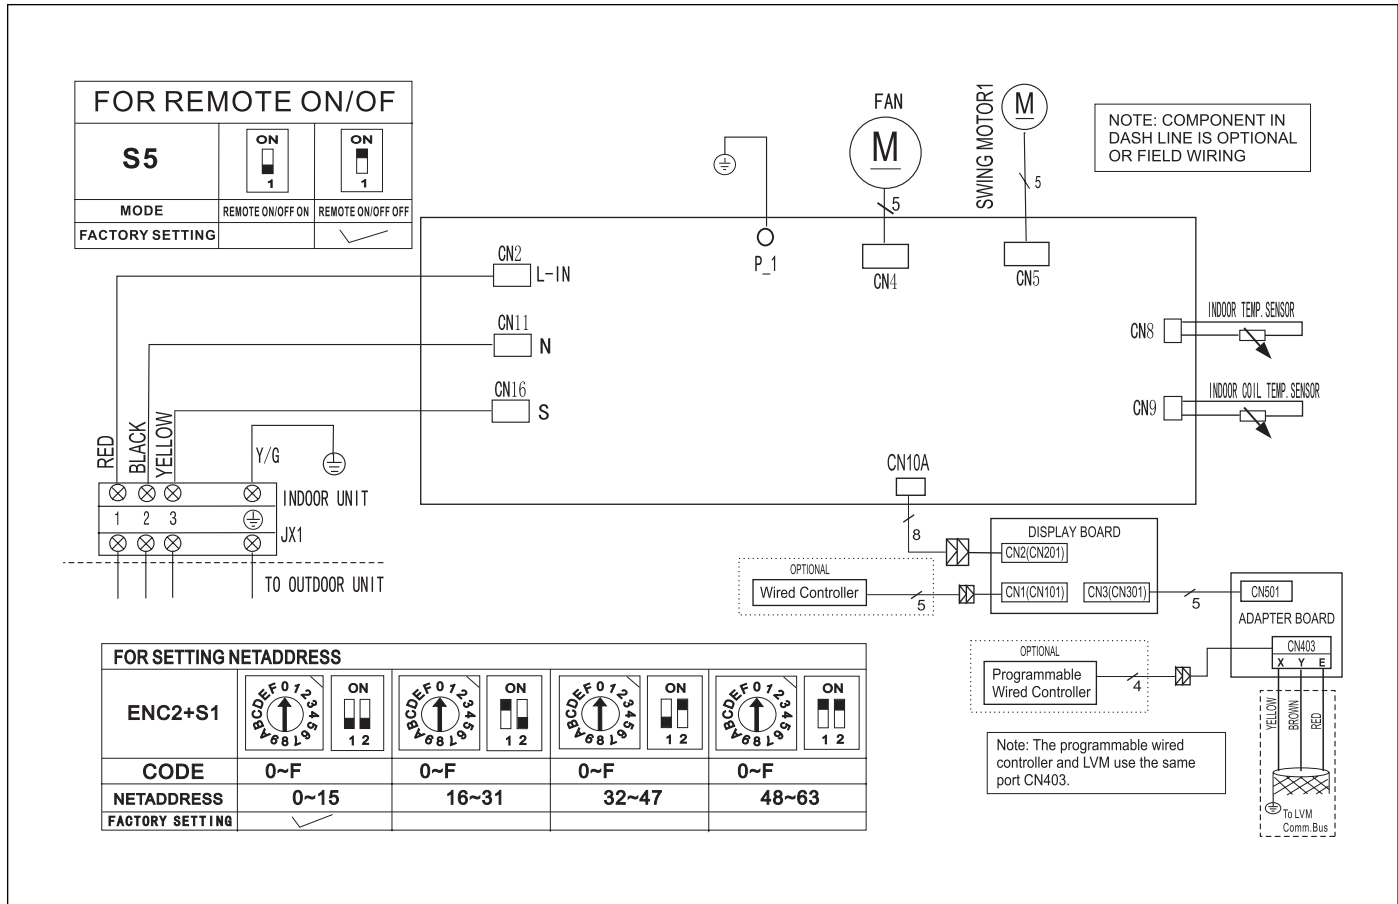 FOR REMOTE ON/OF
S5
ON
1
ON
1
MODE
REMOTE ON/OFF ON
REMOTE ON/OFF OFF
FACTORY SETTING
FAN
M
5
CN4
SWING MOTOR1
M
5
CN5
NOTE: COMPONENT IN
DASH LINE IS OPTIONAL
OR FIELD WIRING
P_1
CN2
L-IN
CN11
N
CN16
S
CN8
INDOOR TEMP.SENSOR
CN9
INDOOR COIL TEMP.SENSOR
RED
BLACK
YELLOW
Y/G
INDOOR UNIT
1 2 3
JX1
TO OUTDOOR UNIT
CN10A
8
DISPLAY BOARD
CN2(CN201)
CN1(CN101)
CN3(CN301)
OPTIONAL
Wired Controller
5
5
CN501
ADAPTER BOARD
CN403
X Y E
OPTIONAL
Programmable
Wired Controller
4
YELLOW
BROWN
RED
Note: The programmable wired
controller and LVM use the same
port CN403.
To LVM
Comm.Bus
FOR SETTING NETADDRESS
ENC2+S1
0123456789ABCDEF
ON
1 2
0123456789ABCDEF
ON
1 2
0123456789ABCDEF
ON
1 2
0123456789ABCDEF
ON
1 2
CODE
0~F
0~F
0~F
0~F
NETADDRESS
0~15
16~31
32~47
48~63
FACTORY SETTING